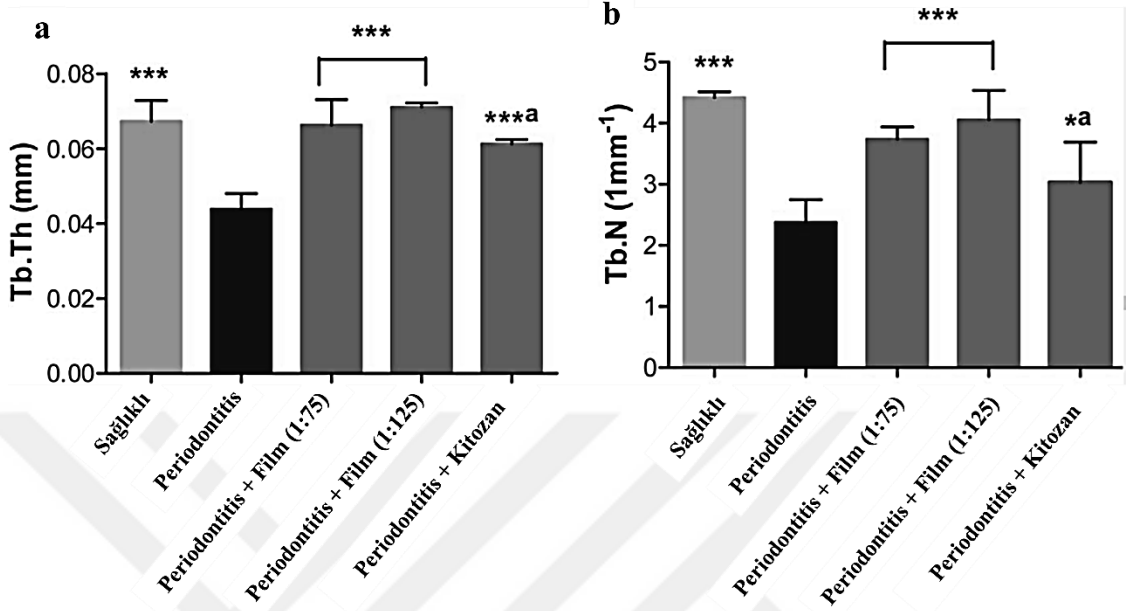 a
***
***
***a
Tb.Th (mm)
0.08
0.06
0.04
0.02
0.00
Sağlıklı
Periodontitis
Periodontitis + Film (1:75)
Periodontitis + Film (1:125)
Periodontitis + Kitozan
b
***
***
*a
Tb.N (1mm-1)
5
4
3
2
1
0
Sağlıklı
Periodontitis
Periodontitis + Film (1:75)
Periodontitis + Film (1:125)
Periodontitis + Kitozan